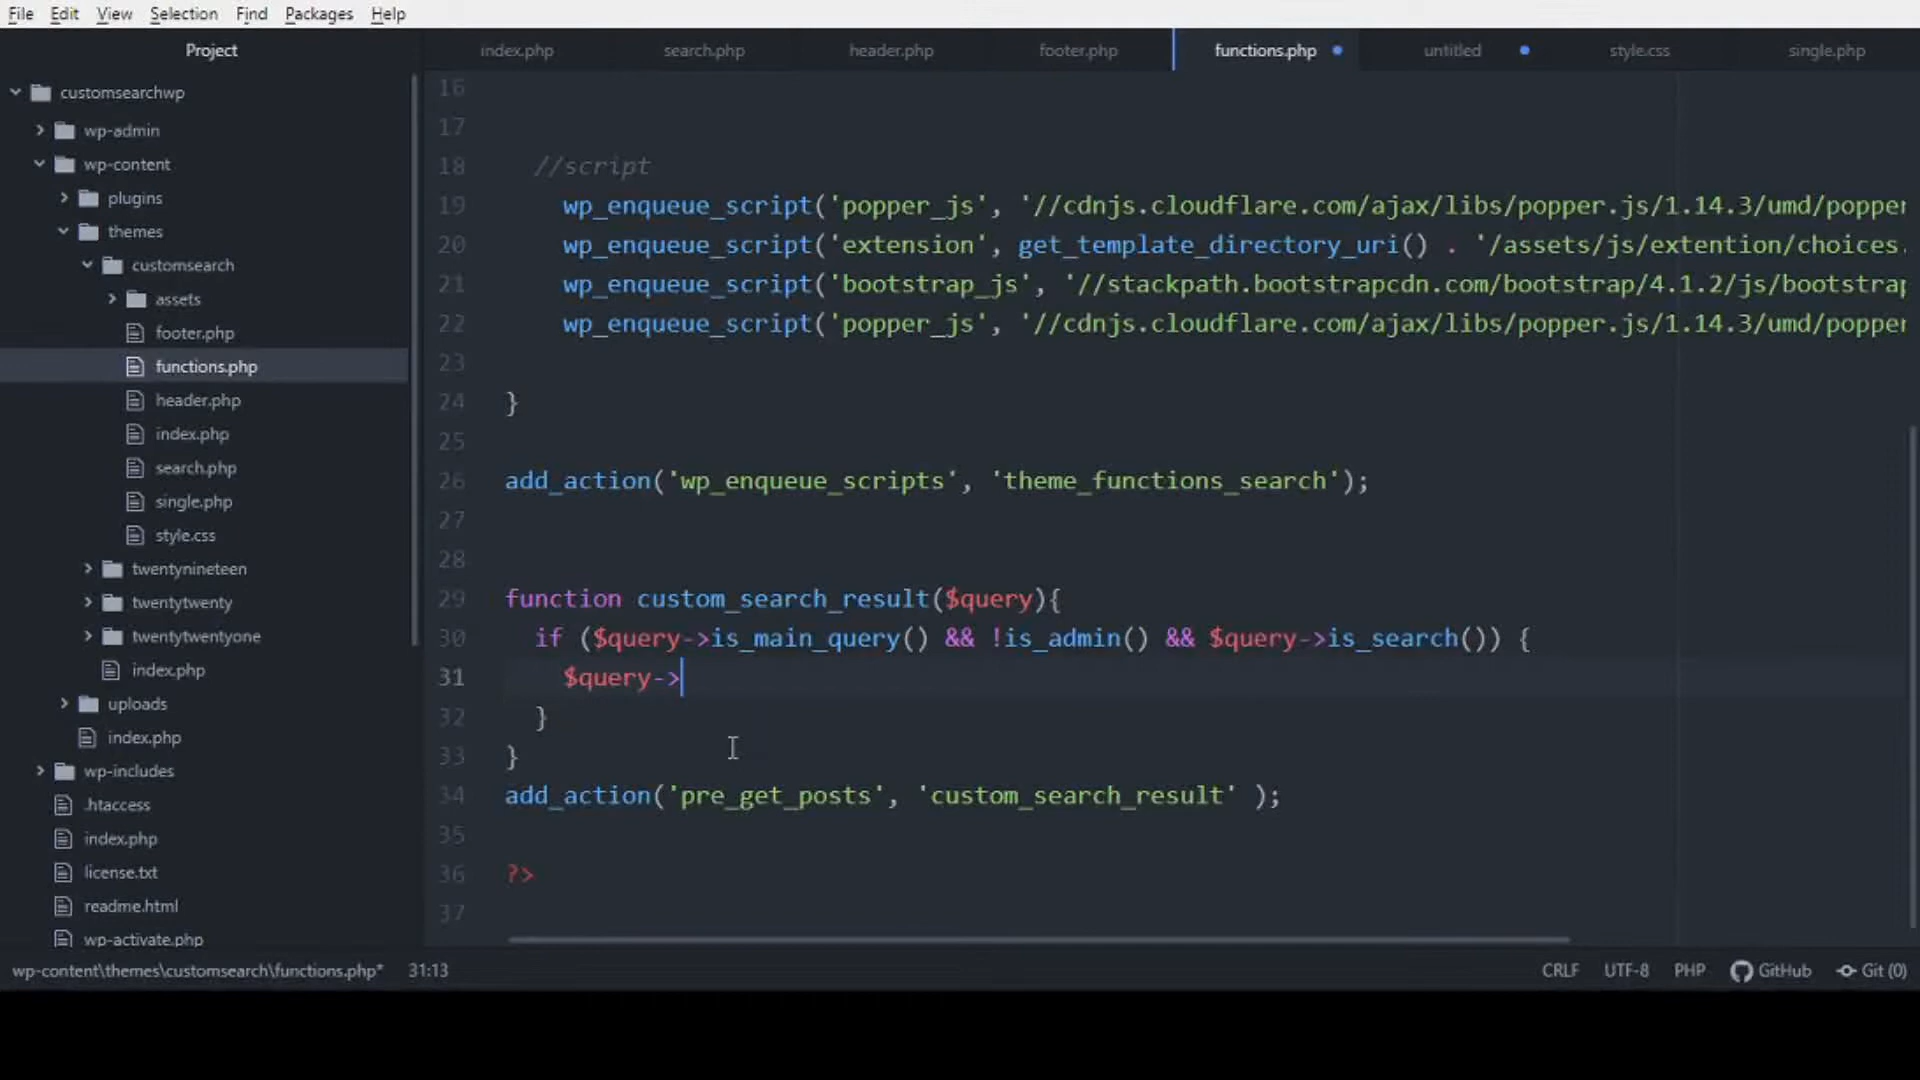 File Edit View Selection Find Packages Help
Project
index.php search.php header.php footer.php functions.php untitled style.css single.php
customsearchwp
wp-admin
wp-content
plugins
themes
customsearch
assets
footer.php
functions.php
header.php
index.php
search.php
single.php
style.css
twentynineteen
twentytwenty
twentytwentyone
index.php
uploads
index.php
wp-includes
.htaccess
index.php
license.txt
readme.html
wp-activate.php
16
17
18 //script
19 wp_enqueue_script('popper_js', '//cdnjs.cloudflare.com/ajax/libs/popper.js/1.14.3/umd/popper
20 wp_enqueue_script('extension', get_template_directory_uri() . '/assets/js/extention/choices.
21 wp_enqueue_script('bootstrap_js', '//stackpath.bootstrapcdn.com/bootstrap/4.1.2/js/bootstrap
22 wp_enqueue_script('popper_js', '//cdnjs.cloudflare.com/ajax/libs/popper.js/1.14.3/umd/popper
23
24 }
25
26 add_action('wp_enqueue_scripts', 'theme_functions_search');
27
28
29 function custom_search_result($query){
30 if ($query->is_main_query() && !is_admin() && $query->is_search()) {
31 $query->
32 }
33 }
34 add_action('pre_get_posts', 'custom_search_result' );
35
36 ?>
37
wp-content\themes\customsearch\functions.php* 31:13 CRLF UTF-8 PHP GitHub Git (0)